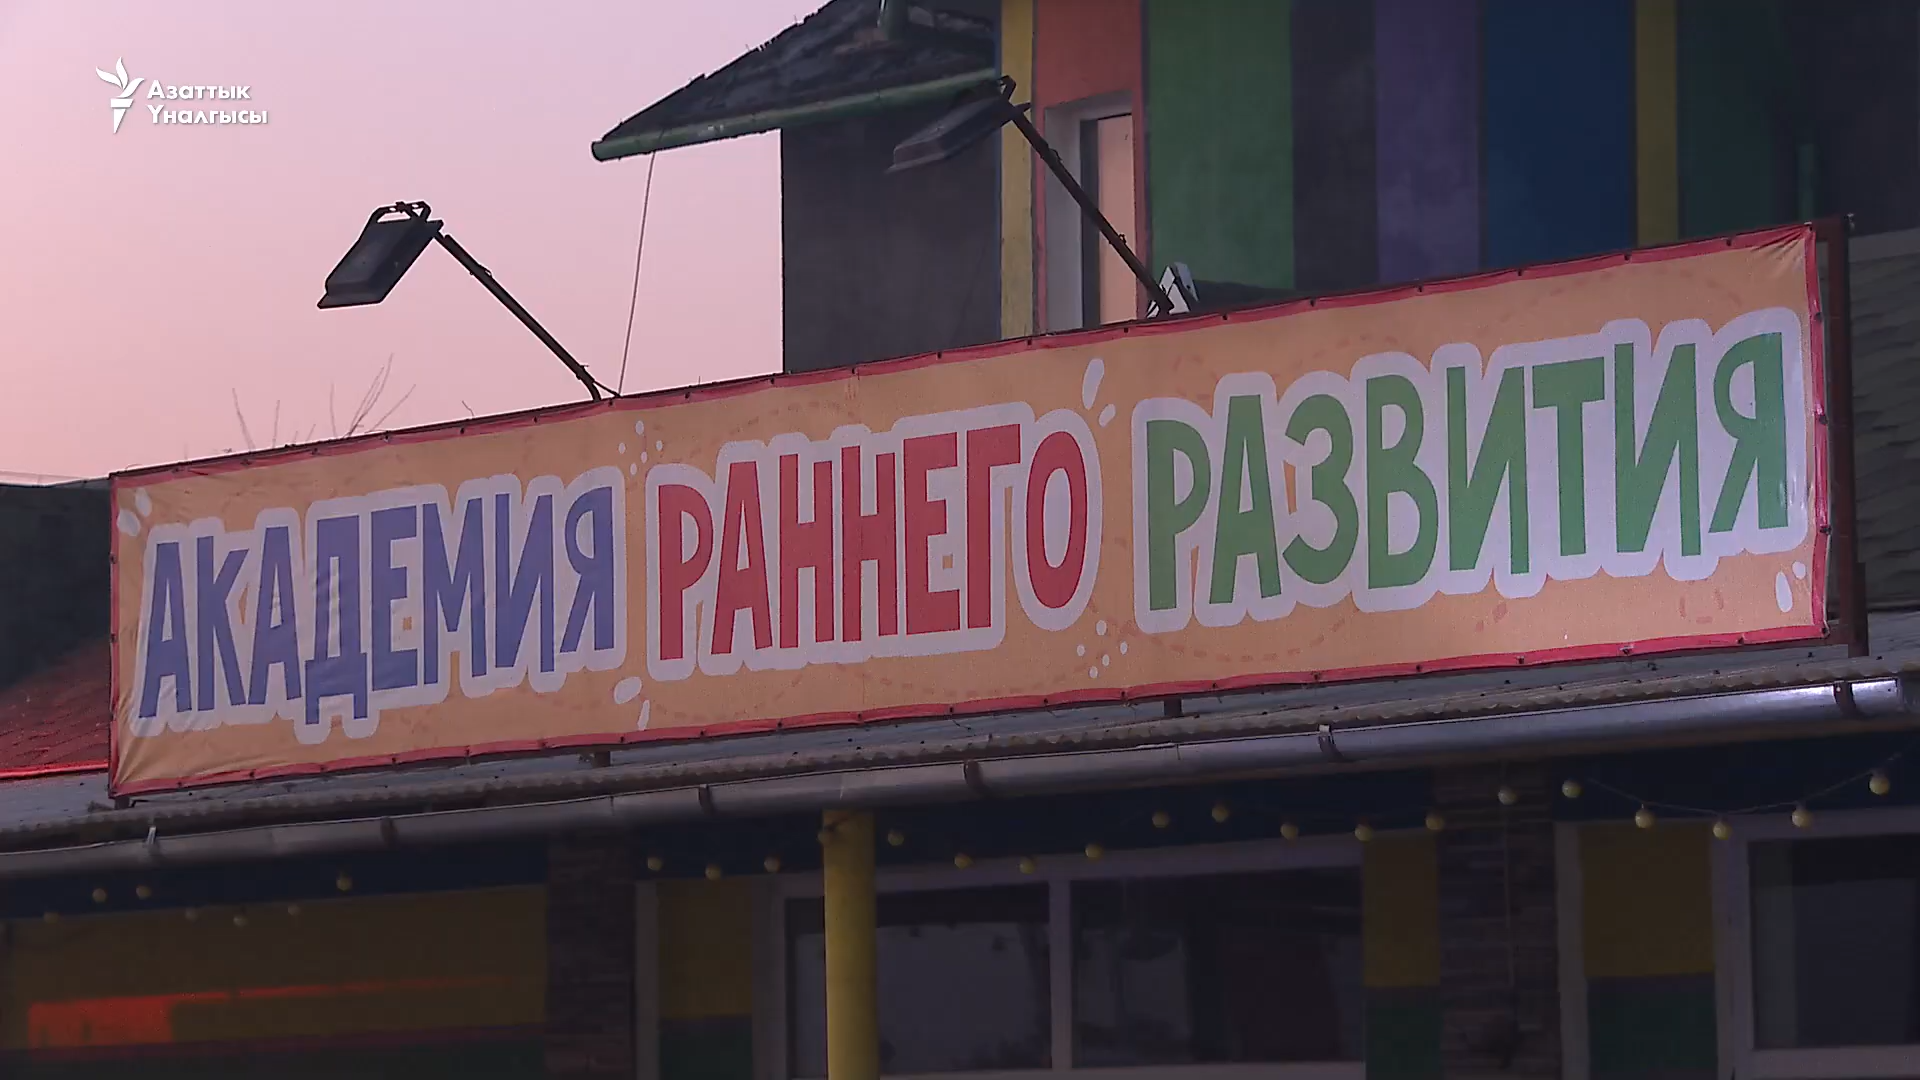 Азаттык
Үналгысы
АКАДЕМИЯ РАННЕГО РАЗВИТИЯ